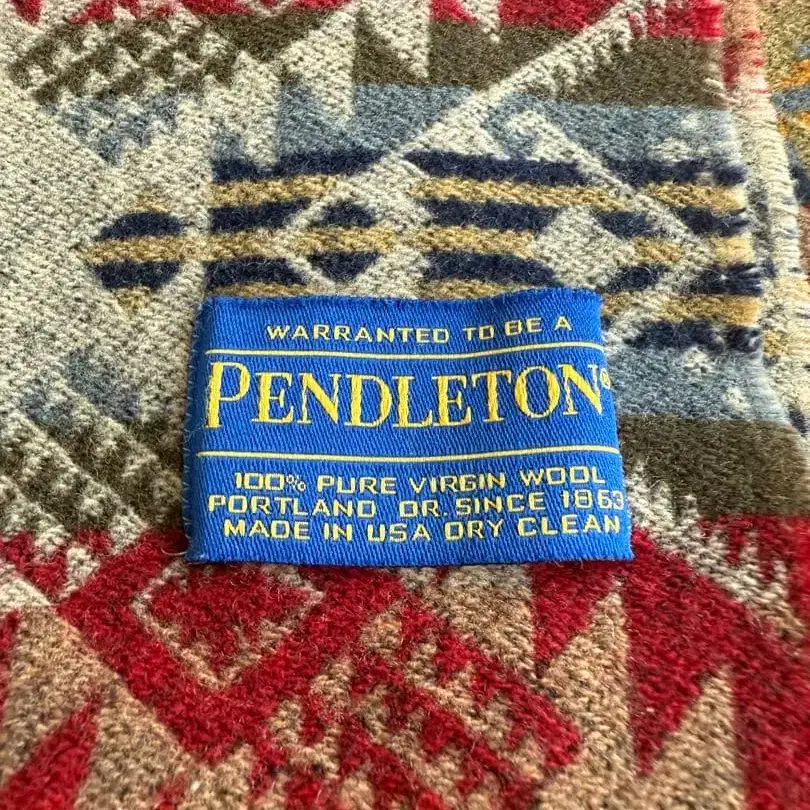 WARRANTED TO BE A
PENDLETON®
100% PURE VIRGIN WOOL
PORTLAND OR. SINCE 1863
MADE IN USA DRY CLEAN